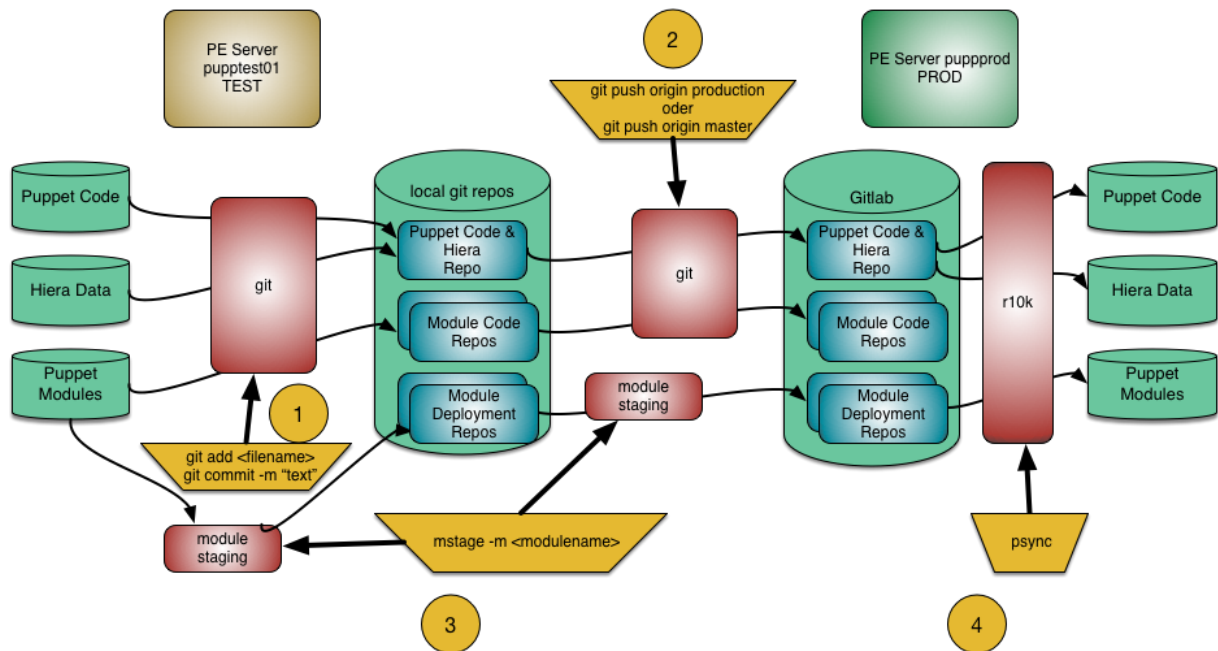 PE Server
pupptest01
TEST
2
PE Server puppprod
PROD
git push origin production
oder
git push origin master
Puppet Code
Hiera Data
Puppet
Modules
git
local git repos
Puppet Code &
Hiera
Repo
Module Code
Repos
Module
Deployment
Repos
git
module
staging
Gitlab
Puppet Code &
Hiera
Repo
Module Code
Repos
Module
Deployment
Repos
r10k
Puppet Code
Hiera Data
Puppet
Modules
1
git add <filename>
git commit -m “text”
module
staging
mstage -m <modulename>
psync
3
4